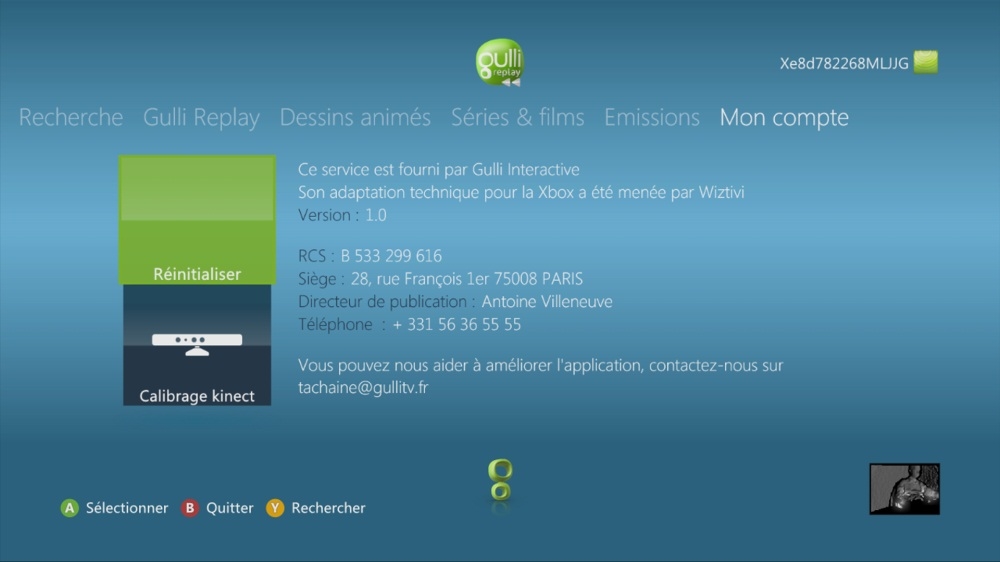 gulli
replay
Xe8d782268MLJJG
Recherche Gulli Replay Dessins animés Séries & films Emissions Mon compte
Ce service est fourni par Gulli Interactive
Son adaptation technique pour la Xbox a été menée par Wiztivi
Version : 1.0
RCS : B 533 299 616
Siège : 28, rue François 1er 75008 PARIS
Directeur de publication : Antoine Villeneuve
Téléphone : + 331 56 36 55 55
Vous pouvez nous aider à améliorer l'application, contactez-nous sur
tachaine@gullitv.fr
Réinitialiser
Calibrage kinect
A Sélectionner B Quitter Y Rechercher